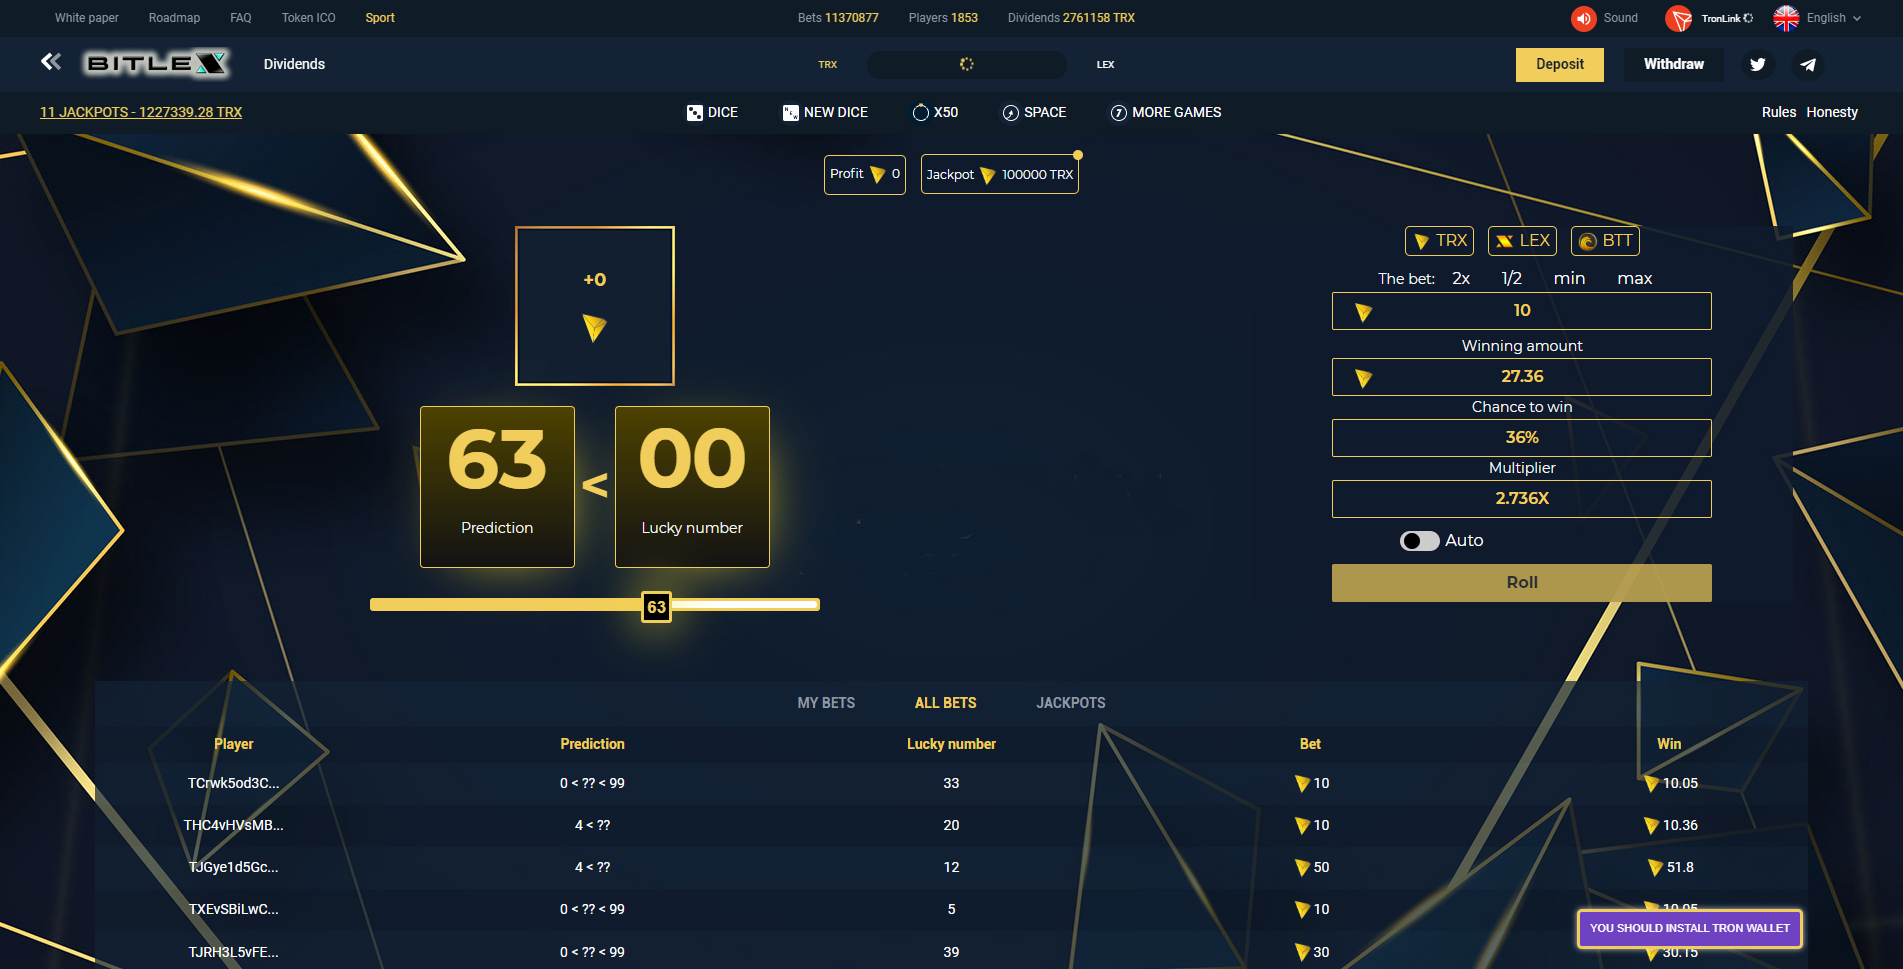 White paper Roadmap FAQ Token ICO Sport Bets 11370877 Players 1853 Dividends 2761158 TRX Sound TronLink English
BITLEX Dividends TRX LEX Deposit Withdraw
11 JACKPOTS - 1227339.28 TRX DICE NEW DICE X50 SPACE 7 MORE GAMES Rules Honesty
Profit 0 Jackpot 100000 TRX
TRX LEX BTT
+0
The bet: 2x 1/2 min max
10
Winning amount
27.36
Chance to win
36%
Multiplier
2.736X
Auto
Roll
63 < 00
Prediction Lucky number
63
MY BETS ALL BETS JACKPOTS
Player Prediction Lucky number Bet Win
TCrwk5od3C... 0 < ?? < 99 33 10 10.05
THC4vHVsMB... 4 < ?? 20 10 10.36
TJGye1d5Gc... 4 < ?? 12 50 51.8
TXEvSBiLwC... 0 < ?? < 99 5 10 10.05
YOU SHOULD INSTALL TRON WALLET
TJRH3L5vFE... 0 < ?? < 99 39 30 30.15